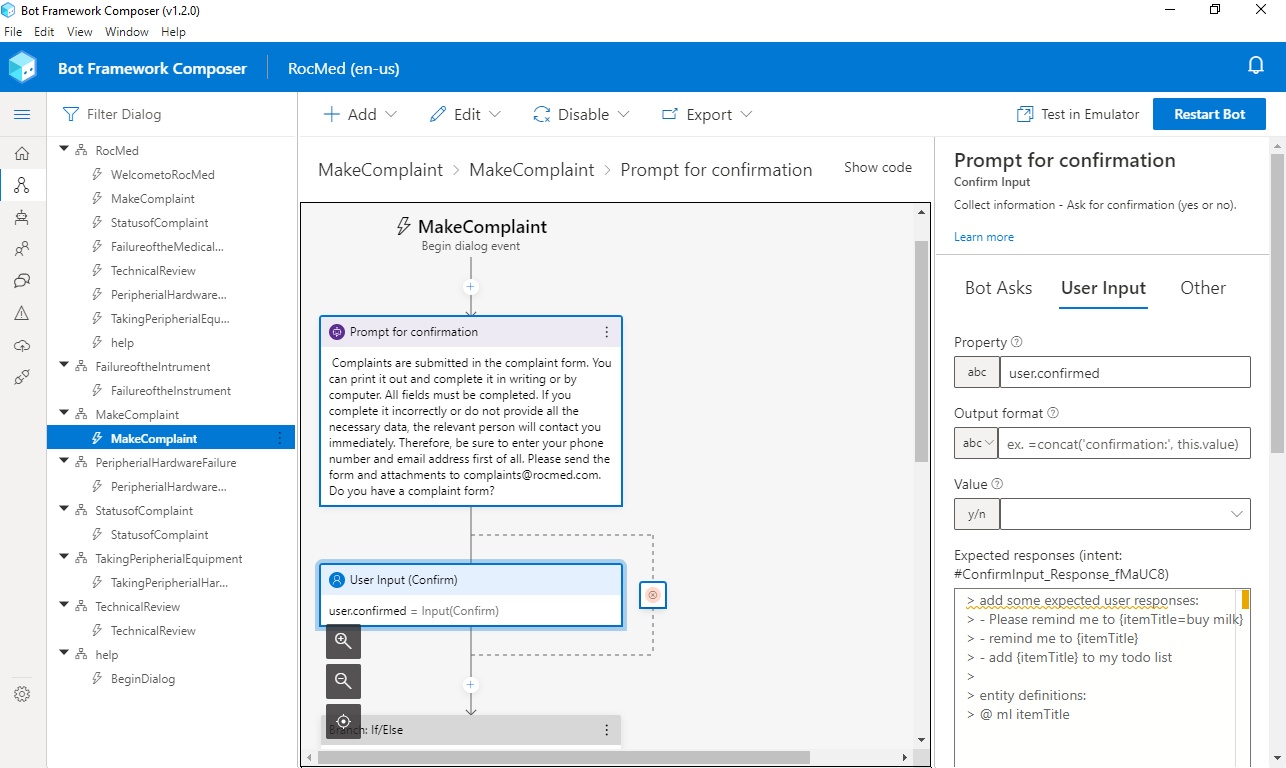 Bot Framework Composer (v1.2.0)
File Edit View Window Help
Bot Framework Composer RocMed (en-us)
Filter Dialog
Add Edit Disable Export Test in Emulator Restart Bot
RocMed
WelcometoRocMed
MakeComplaint
StatusofComplaint
FailureoftheMedical...
TechnicalReview
PeripherialHardware...
TakingPeripherialEqu...
help
FailureoftheIntrument
FailureoftheInstrument
MakeComplaint
MakeComplaint
PeripherialHardwareFailure
PeripherialHardware...
StatusofComplaint
StatusofComplaint
TakingPeripherialEquipment
TakingPeripherialHar...
TechnicalReview
TechnicalReview
help
BeginDialog
MakeComplaint > MakeComplaint > Prompt for confirmation Show code
MakeComplaint
Begin dialog event
Prompt for confirmation
Complaints are submitted in the complaint form. You
can print it out and complete it in writing or by
computer. All fields must be completed. If you
complete it incorrectly or do not provide all the
necessary data, the relevant person will contact you
immediately. Therefore, be sure to enter your phone
number and email address first of all. Please send the
form and attachments to complaints@rocmed.com.
Do you have a complaint form?
User Input (Confirm)
user.confirmed = Input(Confirm)
Branch: If/Else
Prompt for confirmation
Confirm Input
Collect information - Ask for confirmation (yes or no).
Learn more
Bot Asks User Input Other
Property
abc user.confirmed
Output format
abc ex. =concat('confirmation:', this.value)
Value
y/n
Expected responses (intent:
#ConfirmInput_Response_fMaUC8)
> add some expected user responses:
> - Please remind me to {itemTitle=buy milk}
> - remind me to {itemTitle}
> - add {itemTitle} to my todo list
>
> entity definitions:
> @ ml itemTitle